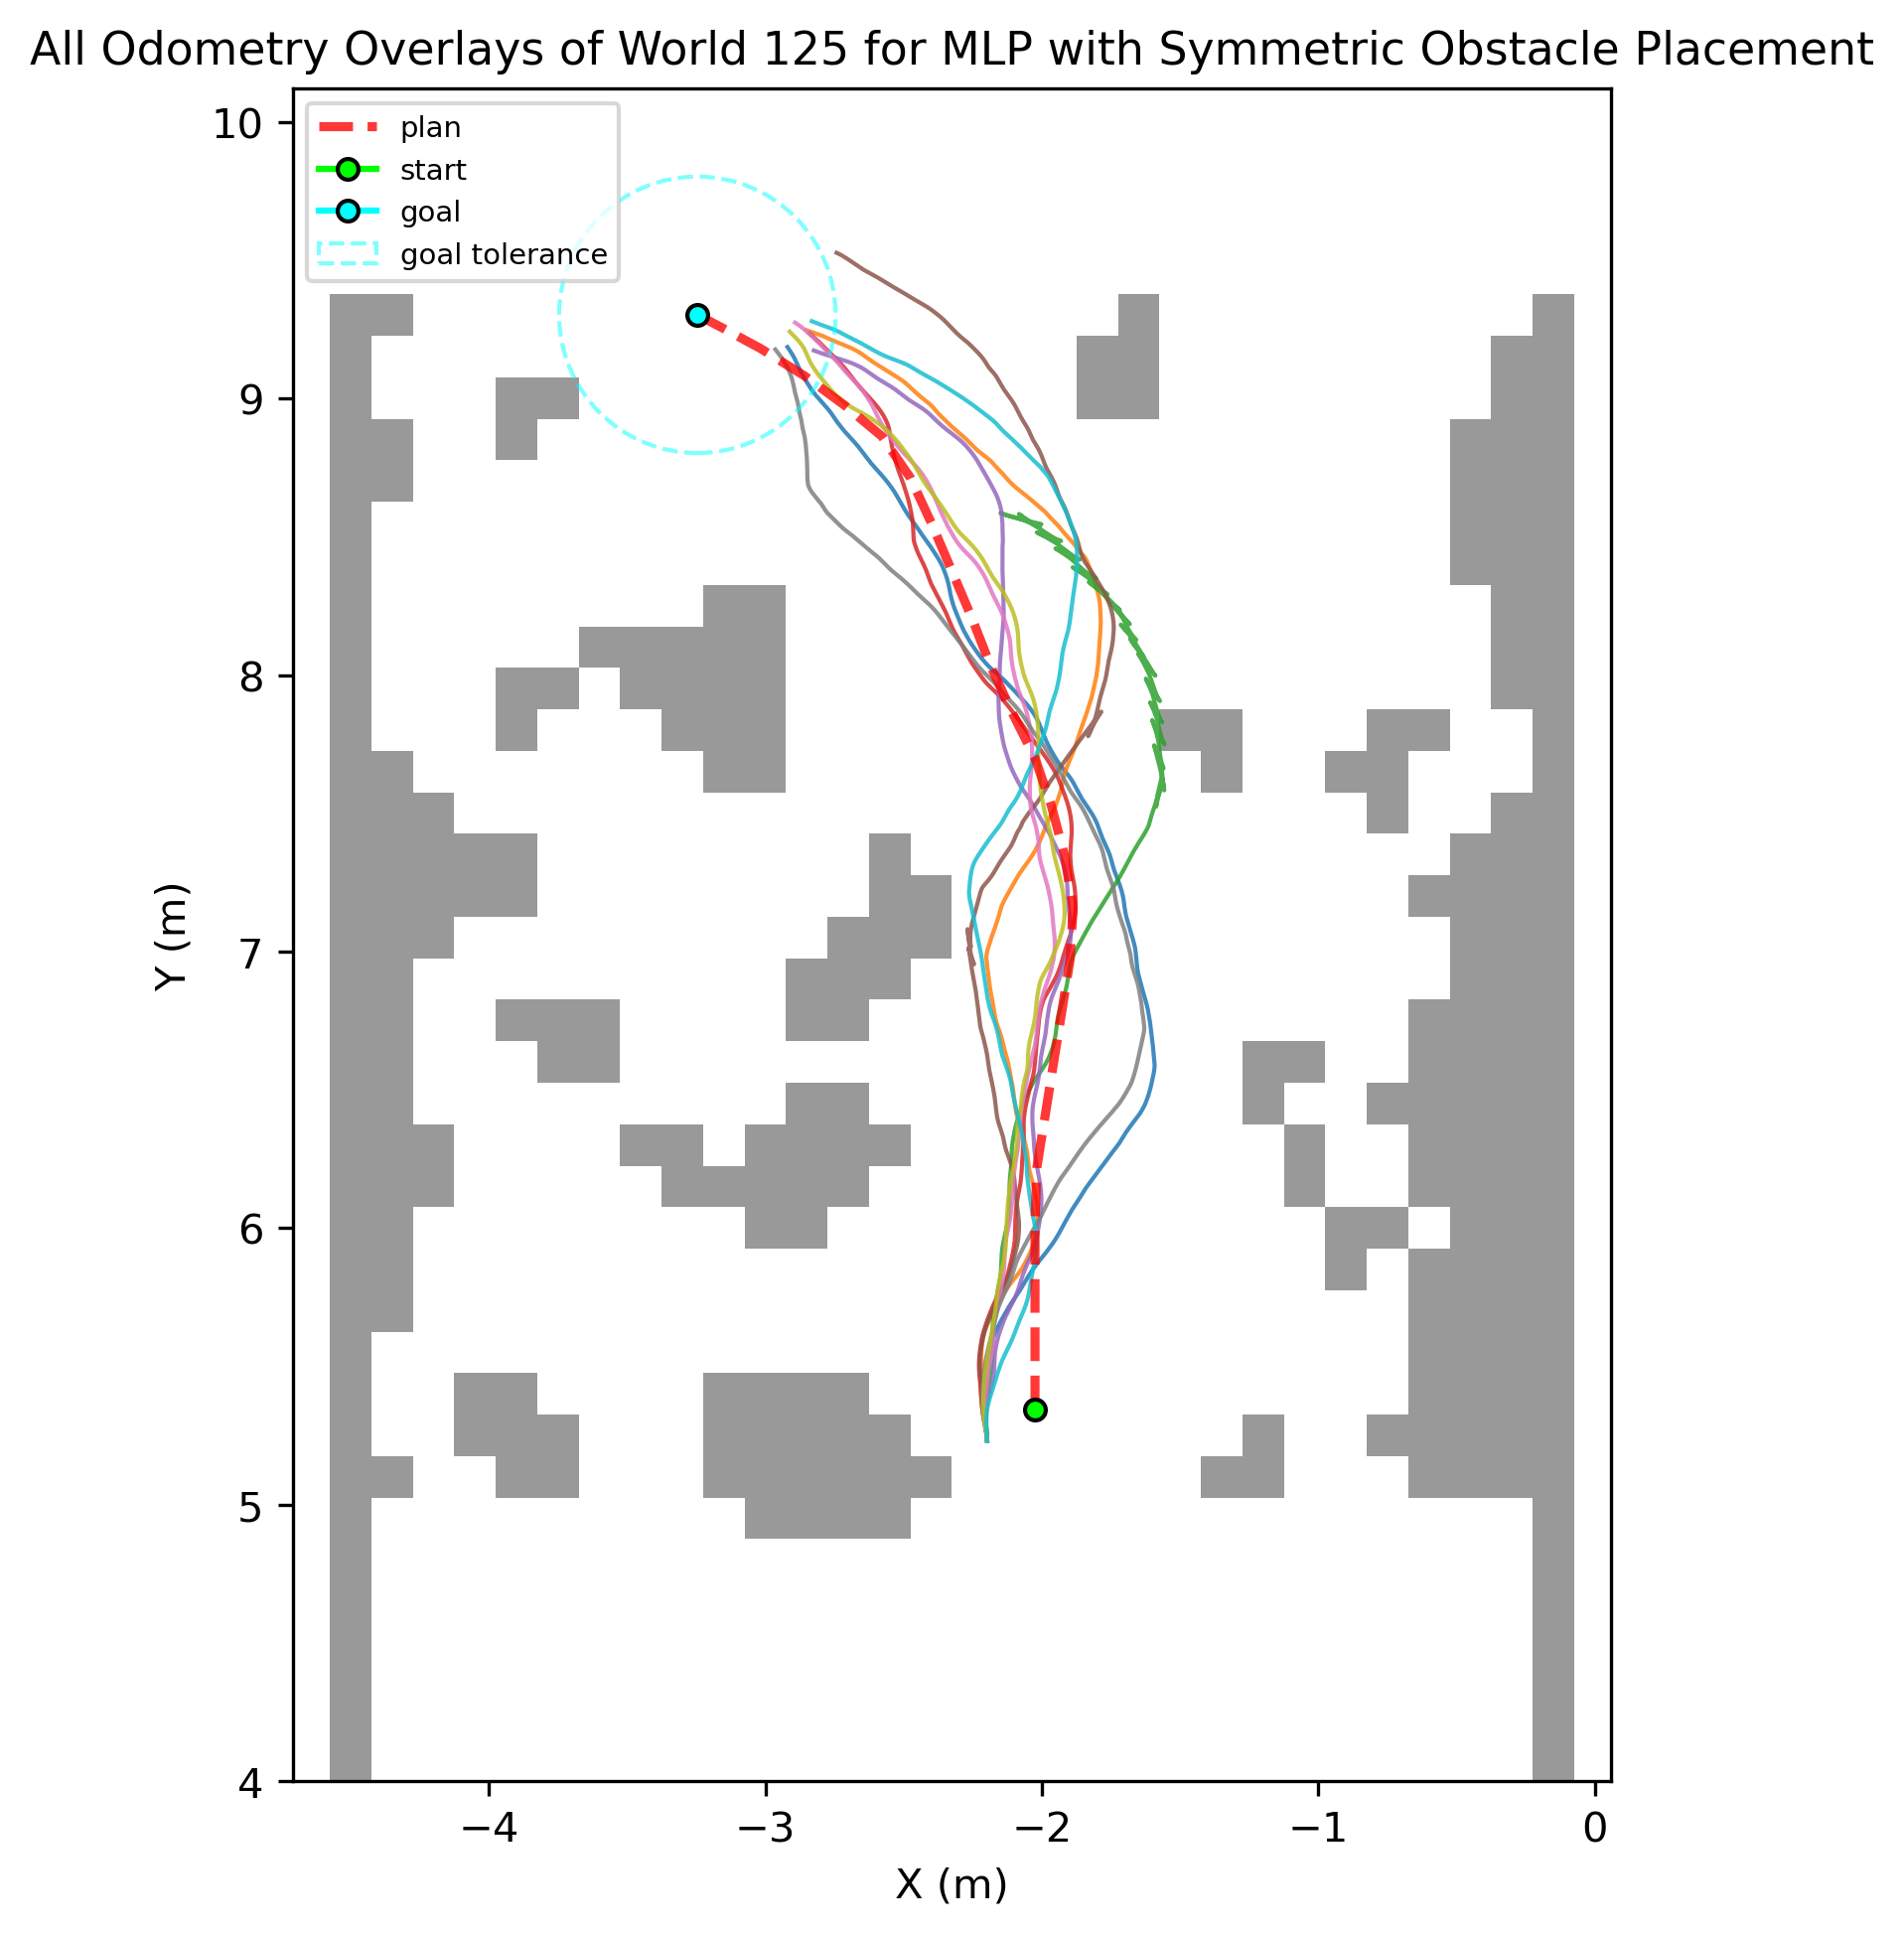 All Odometry Overlays of World 125 for MLP with Symmetric Obstacle Placement
plan
start
goal
goal tolerance
10
9
8
7
6
5
4
Y (m)
−4
−3
−2
−1
0
X (m)